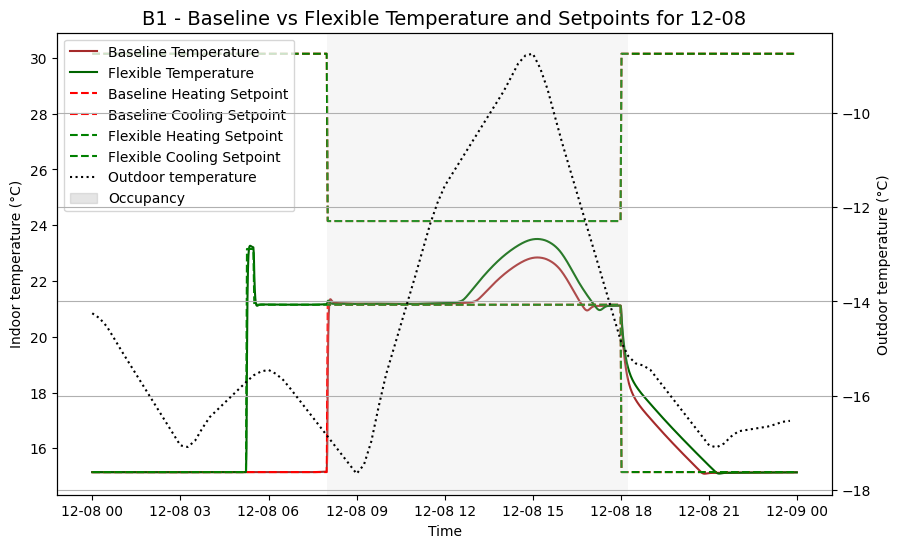 B1 - Baseline vs Flexible Temperature and Setpoints for 12-08
Baseline Temperature
Flexible Temperature
Baseline Heating Setpoint
Baseline Cooling Setpoint
Flexible Heating Setpoint
Flexible Cooling Setpoint
Outdoor temperature
Occupancy
Indoor temperature (°C)
30
28
26
24
22
20
18
16
Outdoor temperature (°C)
−10
−12
−14
−16
−18
12-08 00 12-08 03 12-08 06 12-08 09 12-08 12 12-08 15 12-08 18 12-08 21 12-09 00
Time